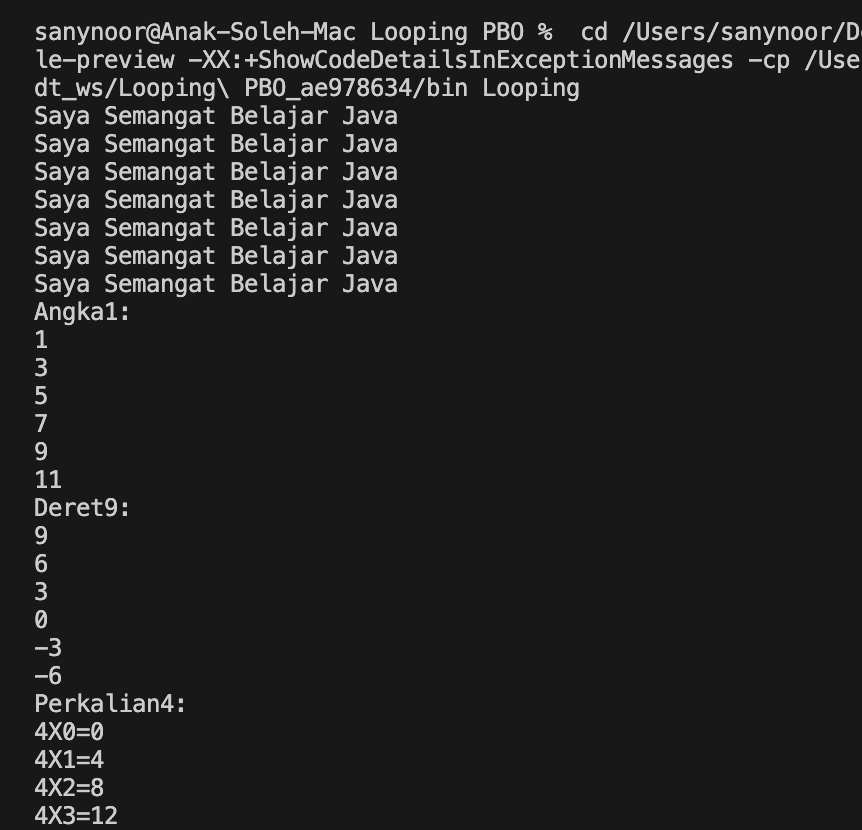 sanynoor@Anak-Soleh-Mac Looping PBO %  cd /Users/sanynoor/D
le-preview -XX:+ShowCodeDetailsInExceptionMessages -cp /Use
dt_ws/Looping\ PBO_ae978634/bin Looping
Saya Semangat Belajar Java
Saya Semangat Belajar Java
Saya Semangat Belajar Java
Saya Semangat Belajar Java
Saya Semangat Belajar Java
Saya Semangat Belajar Java
Saya Semangat Belajar Java
Angka1:
1
3
5
7
9
11
Deret9:
9
6
3
0
-3
-6
Perkalian4:
4X0=0
4X1=4
4X2=8
4X3=12